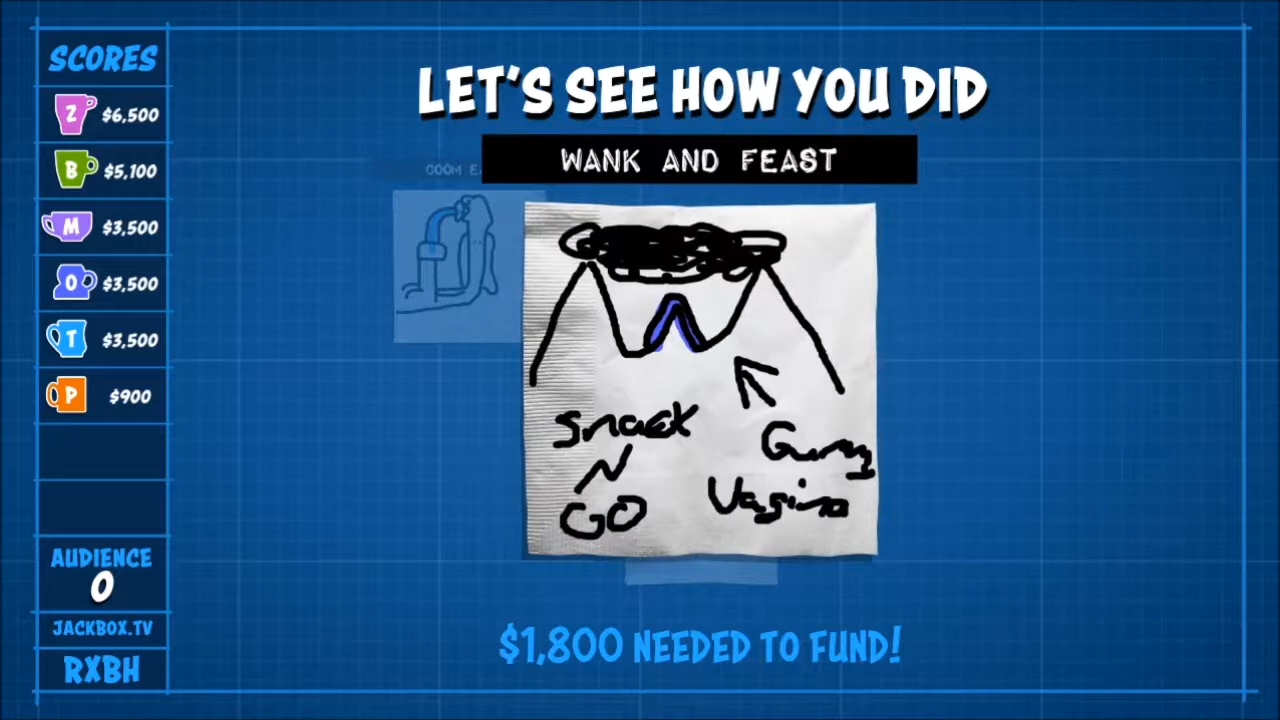 SCORES
Z $6,500
B $5,100
M $3,500
O $3,500
T $3,500
P $900
AUDIENCE
0
JACKBOX.TV
RXBH
LET'S SEE HOW YOU DID
WANK AND FEAST
Snack
N
GO
Vagina
$1,800 NEEDED TO FUND!